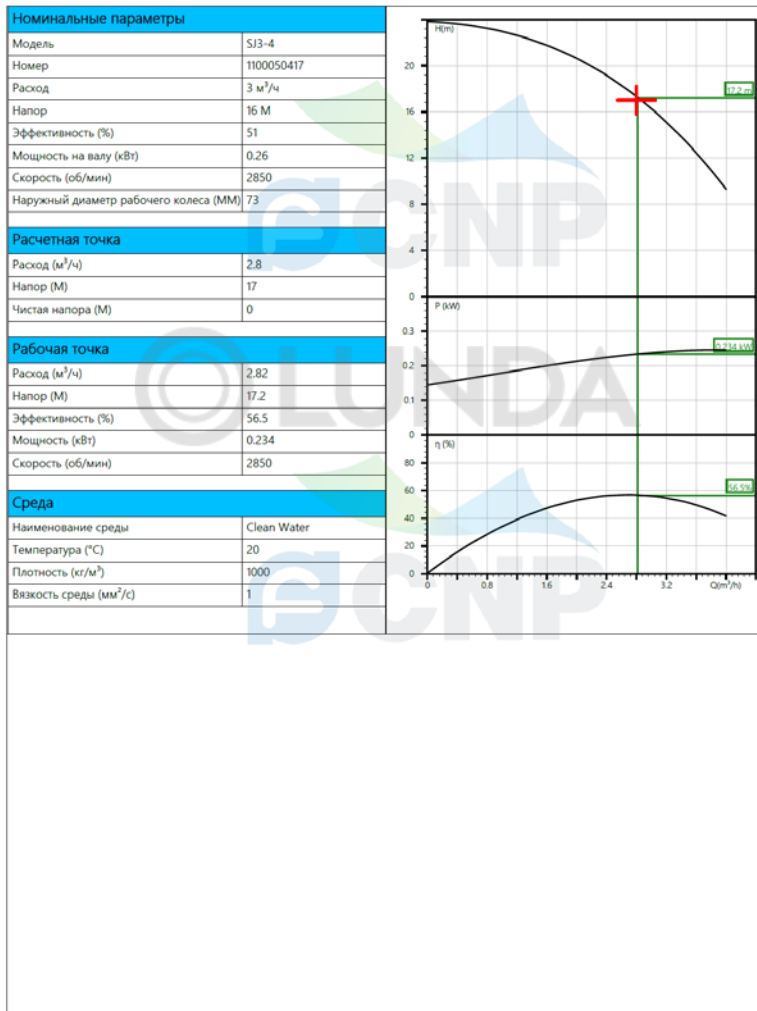 Номинальные параметры
Модель SJ3-4
Номер 1100050417
Расход 3 м³/ч
Напор 16 М
Эффективность (%) 51
Мощность на валу (кВт) 0.26
Скорость (об/мин) 2850
Наружный диаметр рабочего колеса (ММ) 73
Расчетная точка
Расход (м³/ч) 2.8
Напор (М) 17
Чистая напора (М) 0
Рабочая точка
Расход (м³/ч) 2.82
Напор (М) 17.2
Эффективность (%) 56.5
Мощность (кВт) 0.234
Скорость (об/мин) 2850
Среда
Наименование среды Clean Water
Температура (°C) 20
Плотность (кг/м³) 1000
Вязкость среды (мм²/с) 1
H(m)
20
17.2 m
16
12
8
4
0
P (kW)
0.3
0.234 kW
0.2
0.1
0
η (%)
80
60
56.5%
40
20
0
0 0.8 1.6 2.4 3.2 Q(m³/h)
CNP
LUNDA
CNP